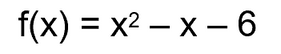 f(x) = x² – x – 6